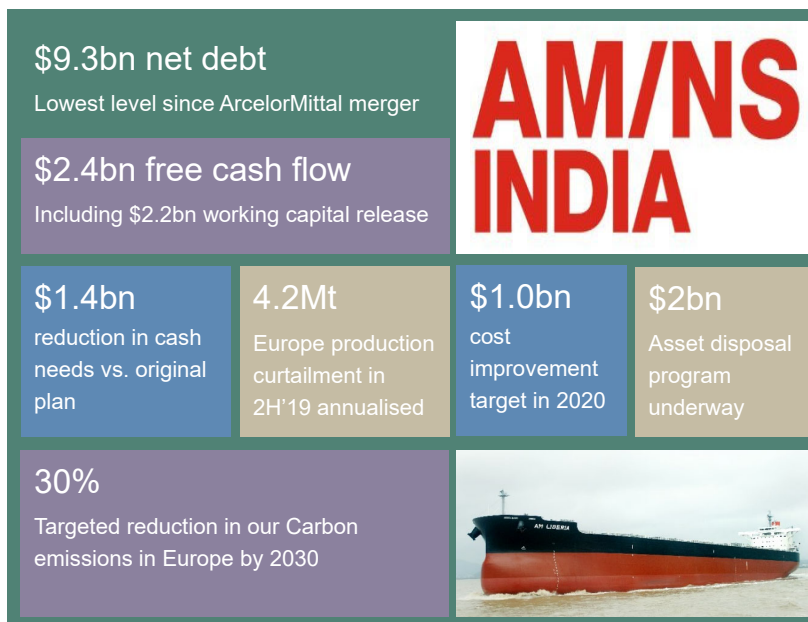 $9.3bn net debt
Lowest level since ArcelorMittal merger
AM/NS
INDIA
$2.4bn free cash flow
Including $2.2bn working capital release
$1.4bn
reduction in cash
needs vs. original
plan
4.2Mt
Europe production
curtailment in
2H'19 annualised
$1.0bn
cost
improvement
target in 2020
$2bn
Asset disposal
program
underway
30%
Targeted reduction in our Carbon
emissions in Europe by 2030
AM LIBERIA